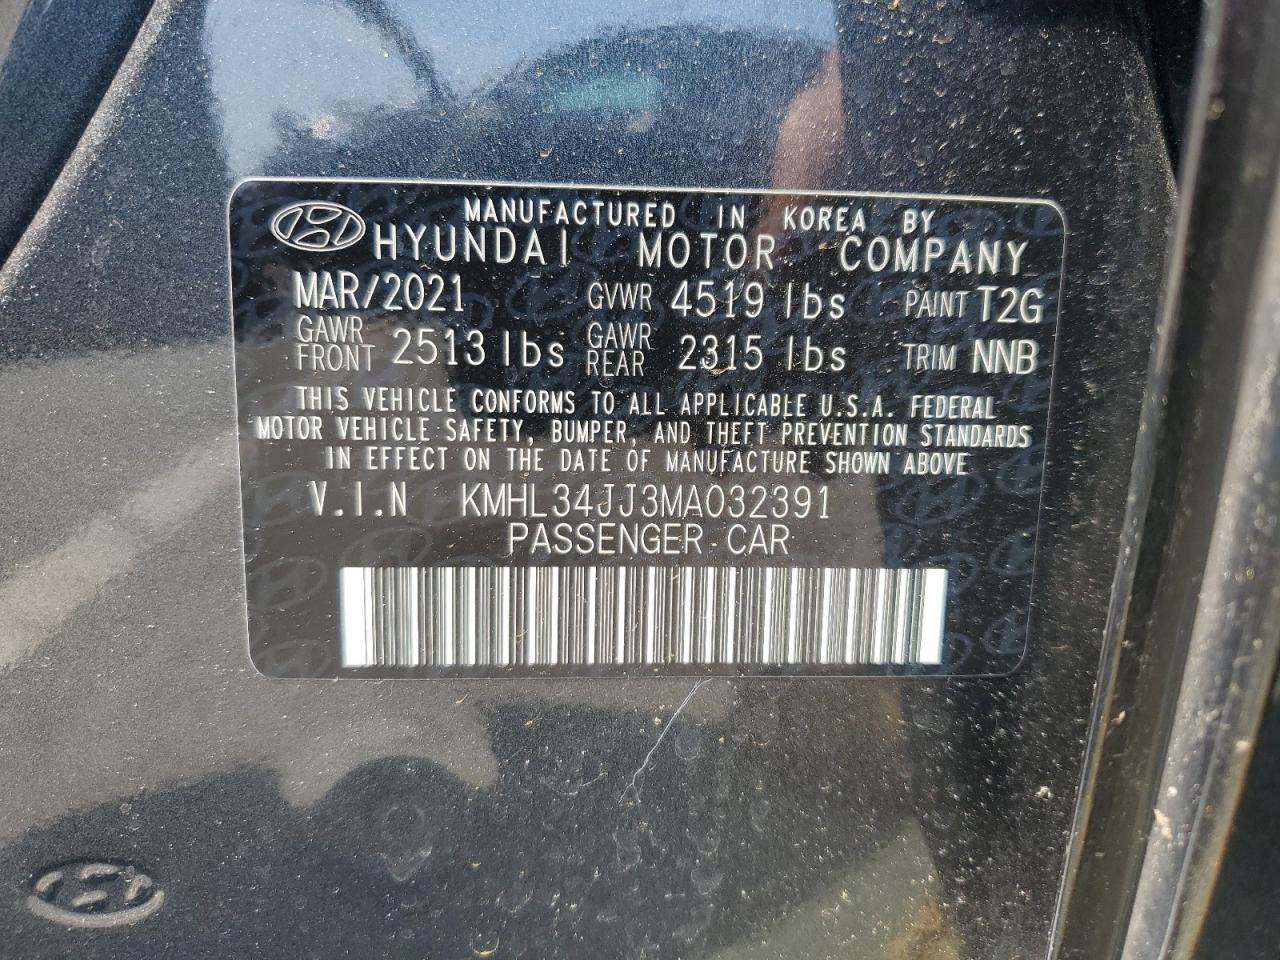 MANUFACTURED IN KOREA BY
HYUNDAI MOTOR COMPANY
MAR/2021 GVWR 4519 lbs PAINT T2G
GAWR FRONT 2513 lbs GAWR REAR 2315 lbs TRIM NNB
THIS VEHICLE CONFORMS TO ALL APPLICABLE U.S.A. FEDERAL
MOTOR VEHICLE SAFETY, BUMPER, AND THEFT PREVENTION STANDARDS
IN EFFECT ON THE DATE OF MANUFACTURE SHOWN ABOVE
V.I.N KMHL34JJ3MA032391
PASSENGER CAR